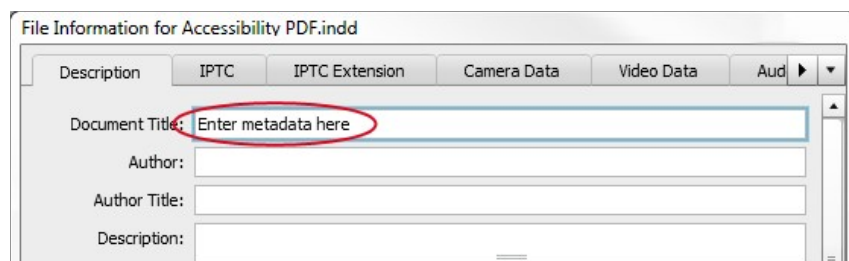 File Information for Accessibility PDF.indd
Description IPTC IPTC Extension Camera Data Video Data Aud
Document Title: Enter metadata here
Author:
Author Title:
Description: